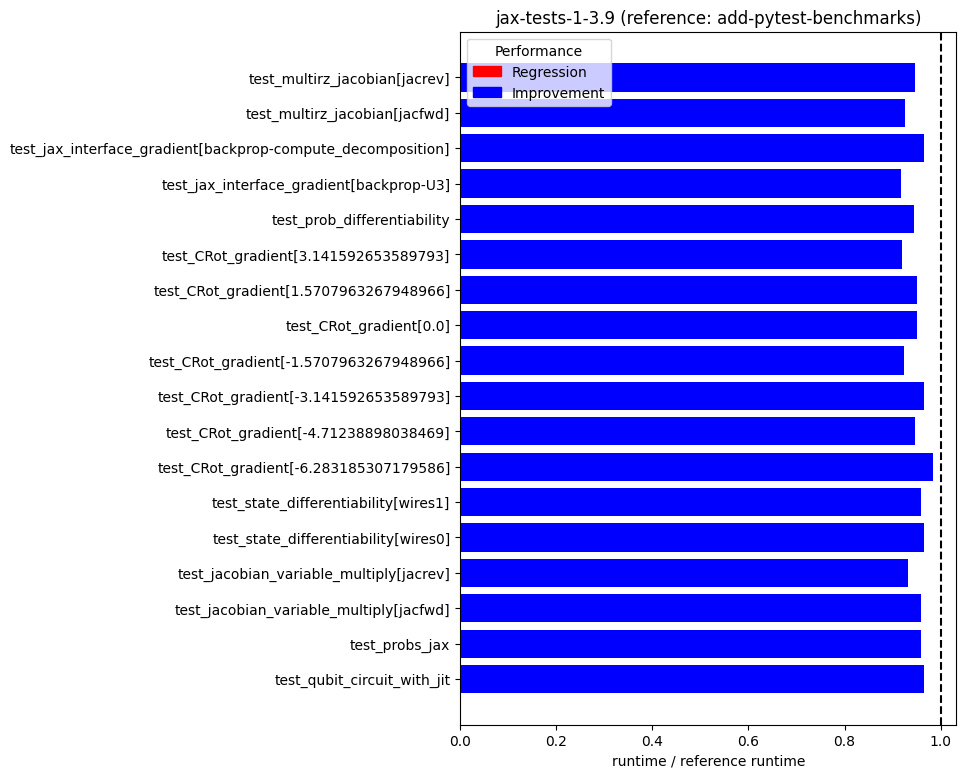 jax-tests-1-3.9 (reference: add-pytest-benchmarks)
Performance
Regression
Improvement
test_multirz_jacobian[jacrev]
test_multirz_jacobian[jacfwd]
test_jax_interface_gradient[backprop-compute_decomposition]
test_jax_interface_gradient[backprop-U3]
test_prob_differentiability
test_CRot_gradient[3.141592653589793]
test_CRot_gradient[1.5707963267948966]
test_CRot_gradient[0.0]
test_CRot_gradient[-1.5707963267948966]
test_CRot_gradient[-3.141592653589793]
test_CRot_gradient[-4.71238898038469]
test_CRot_gradient[-6.283185307179586]
test_state_differentiability[wires1]
test_state_differentiability[wires0]
test_jacobian_variable_multiply[jacrev]
test_jacobian_variable_multiply[jacfwd]
test_probs_jax
test_qubit_circuit_with_jit
0.0 0.2 0.4 0.6 0.8 1.0
runtime / reference runtime